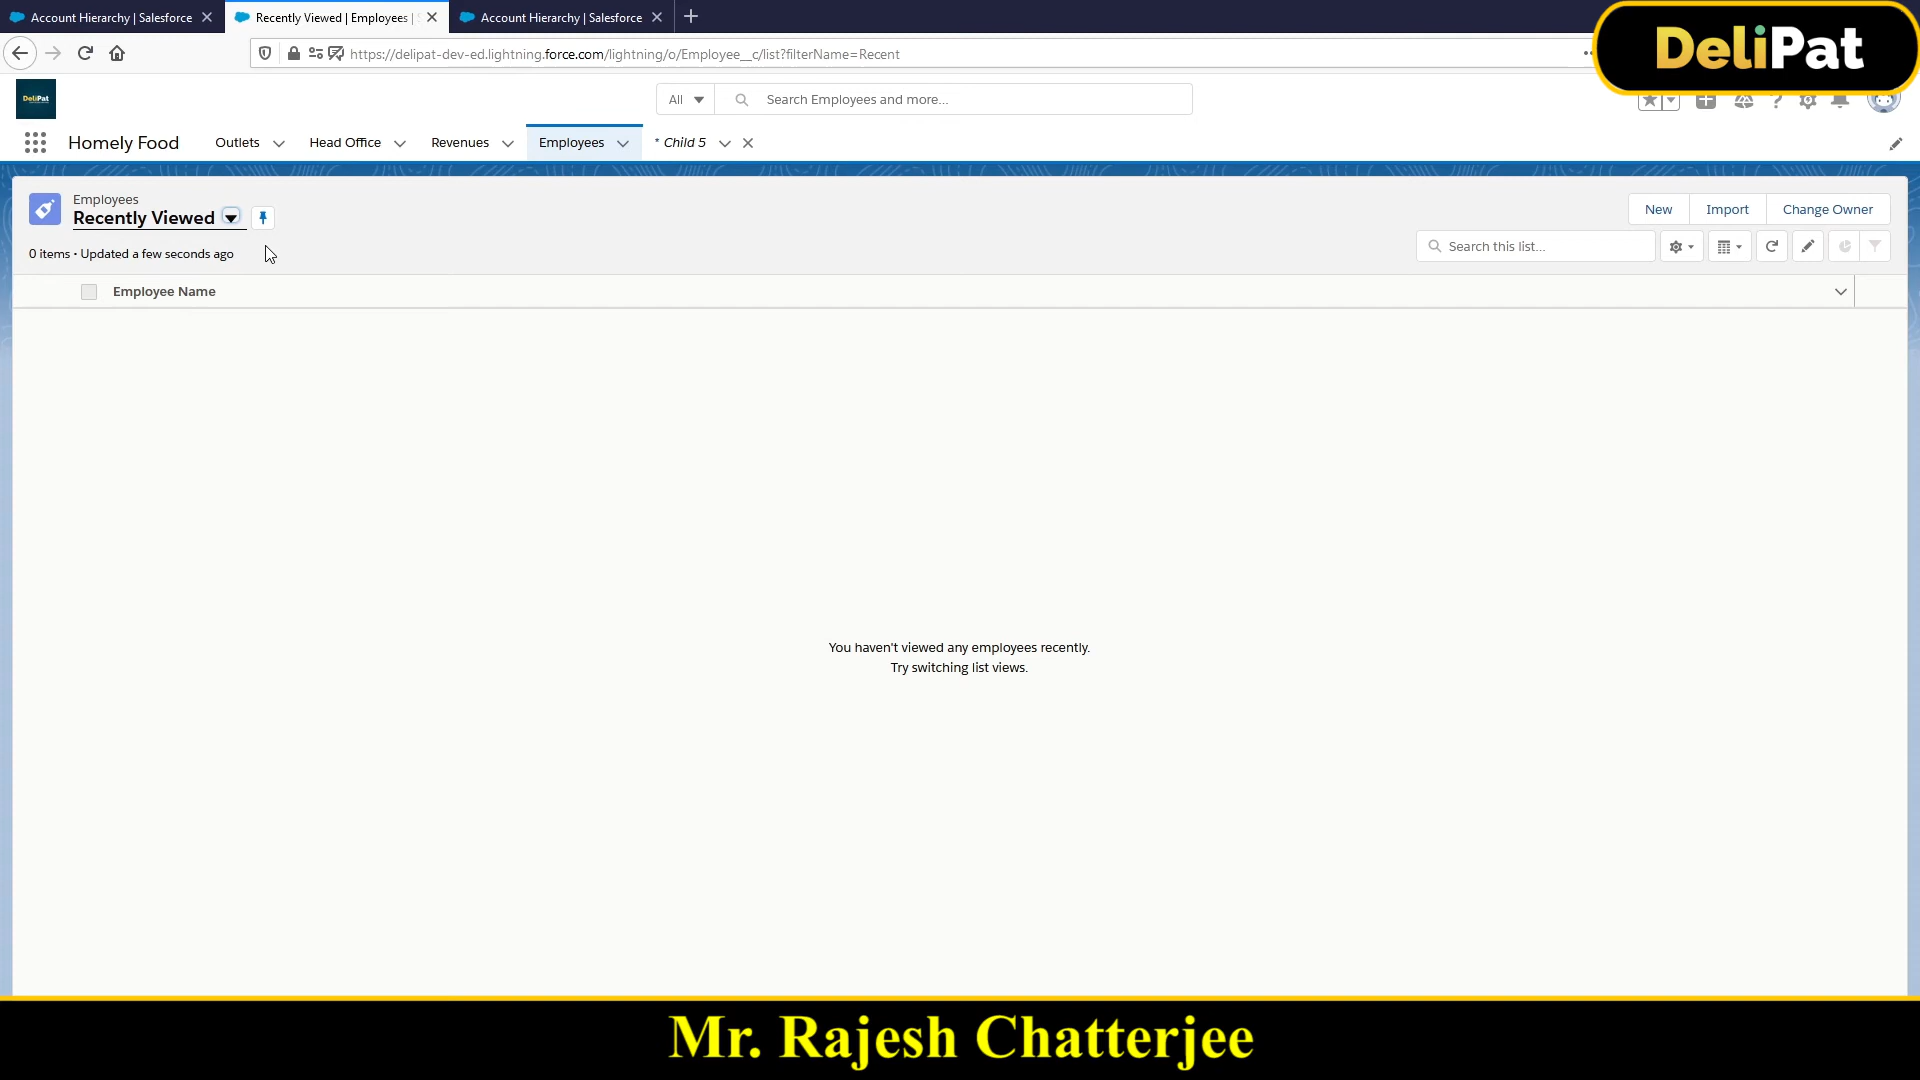 Account Hierarchy | Salesforce
Recently Viewed | Employees |
Account Hierarchy | Salesforce
https://delipat-dev-ed.lightning.force.com/lightning/o/Employee__c/list?filterName=Recent
DeliPat
DeliPat
All
Search Employees and more...
Homely Food
Outlets
Head Office
Revenues
Employees
* Child 5
Employees
Recently Viewed
New
Import
Change Owner
0 items • Updated a few seconds ago
Search this list...
Employee Name
You haven't viewed any employees recently.
Try switching list views.
Mr. Rajesh Chatterjee